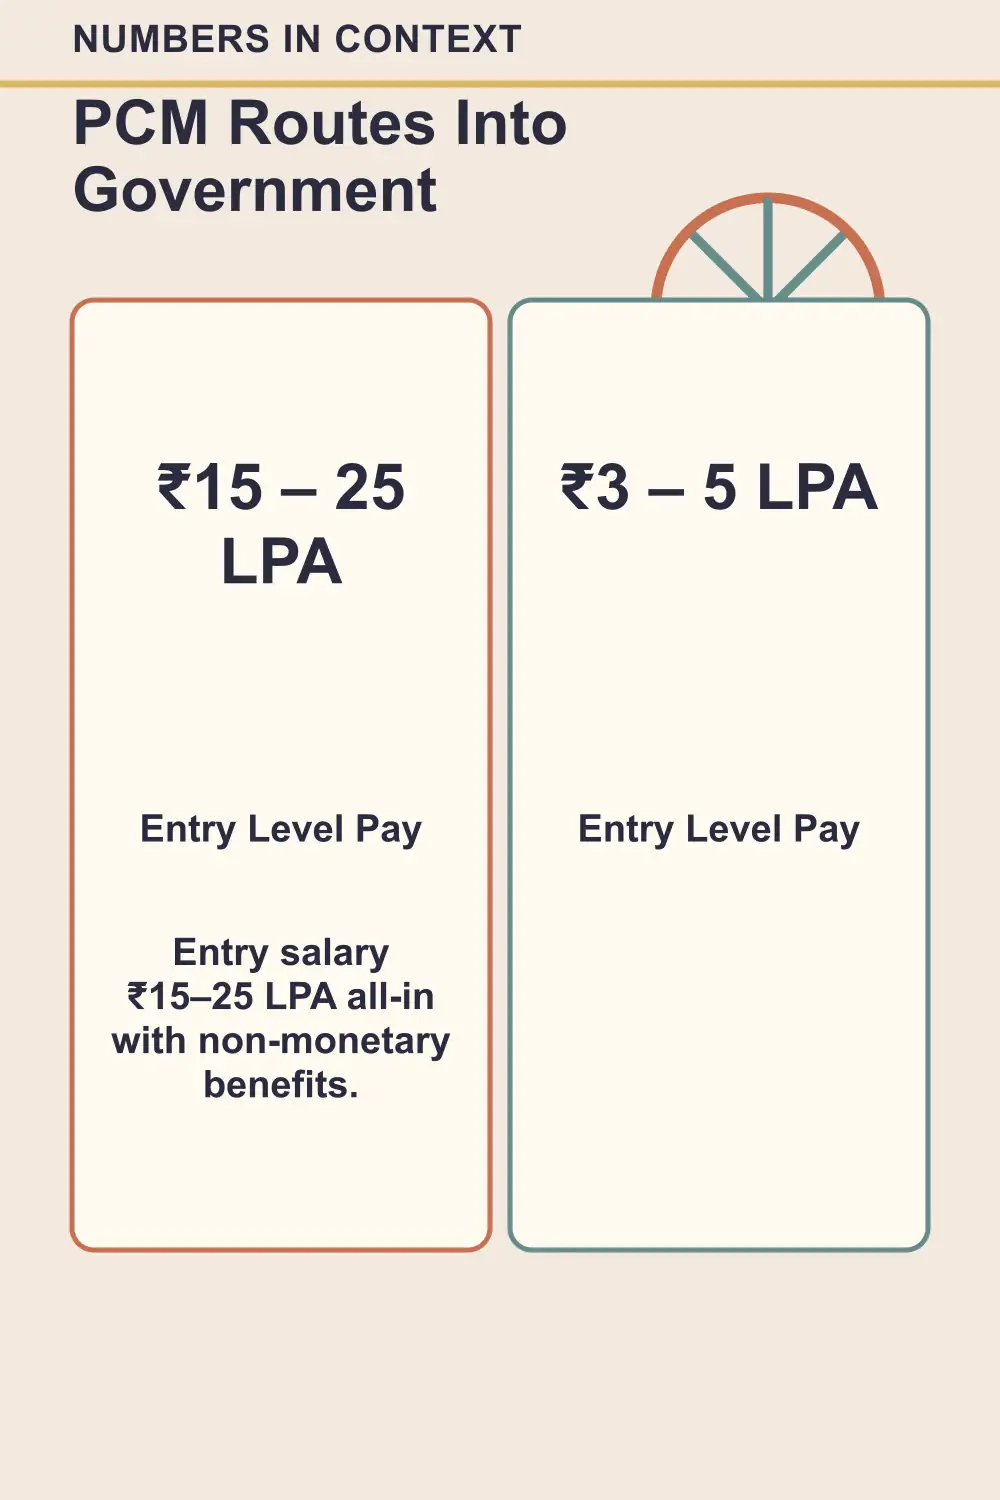 NUMBERS IN CONTEXT
PCM Routes Into
Government
₹15 – 25
LPA
Entry Level Pay
Entry salary
₹15–25 LPA all-in
with non-monetary
benefits.
₹3 – 5 LPA
Entry Level Pay